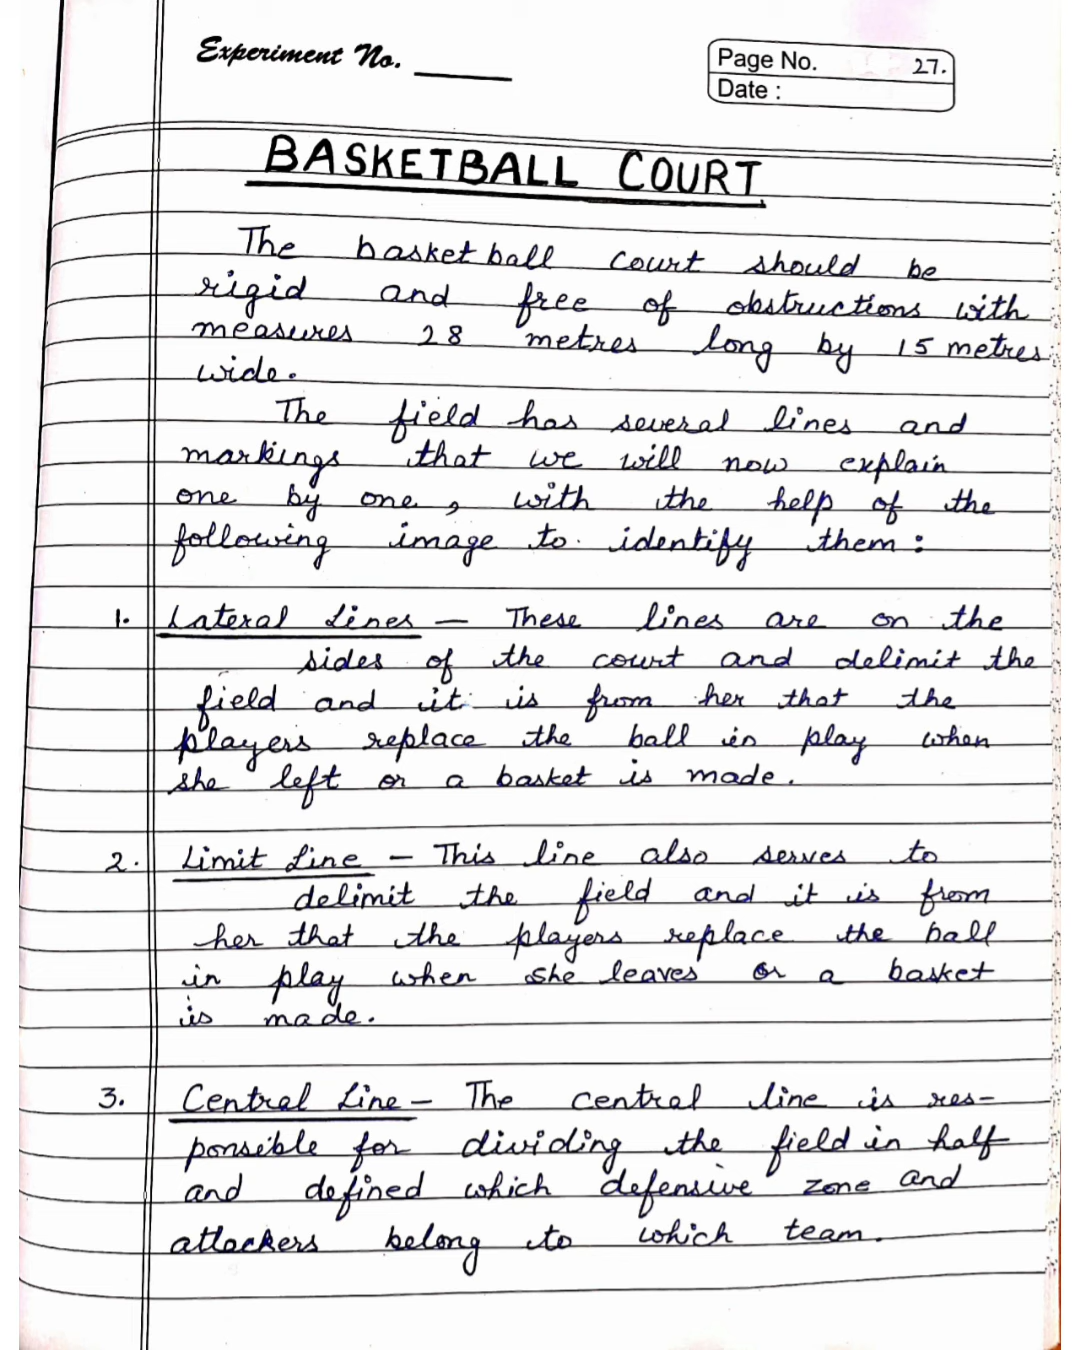 Experiment No. ______
Page No. 27.
Date :
BASKETBALL COURT
The basketball court should be
rigid and free of obstructions with
measures 28 metres long by 15 metres
wide.
The field has several lines and
markings that we will now explain
one by one, with the help of the
following image to identify them :
1. Lateral Lines — These lines are on the
sides of the court and delimit the
field and it is from her that the
players replace the ball in play when
she left or a basket is made.
2. Limit Line — This line also serves to
delimit the field and it is from
her that the players replace the ball
in play when she leaves or a basket
is made.
3. Central Line — The central line is res-
ponsible for dividing the field in half
and defined which defensive zone and
attackers belong to which team.